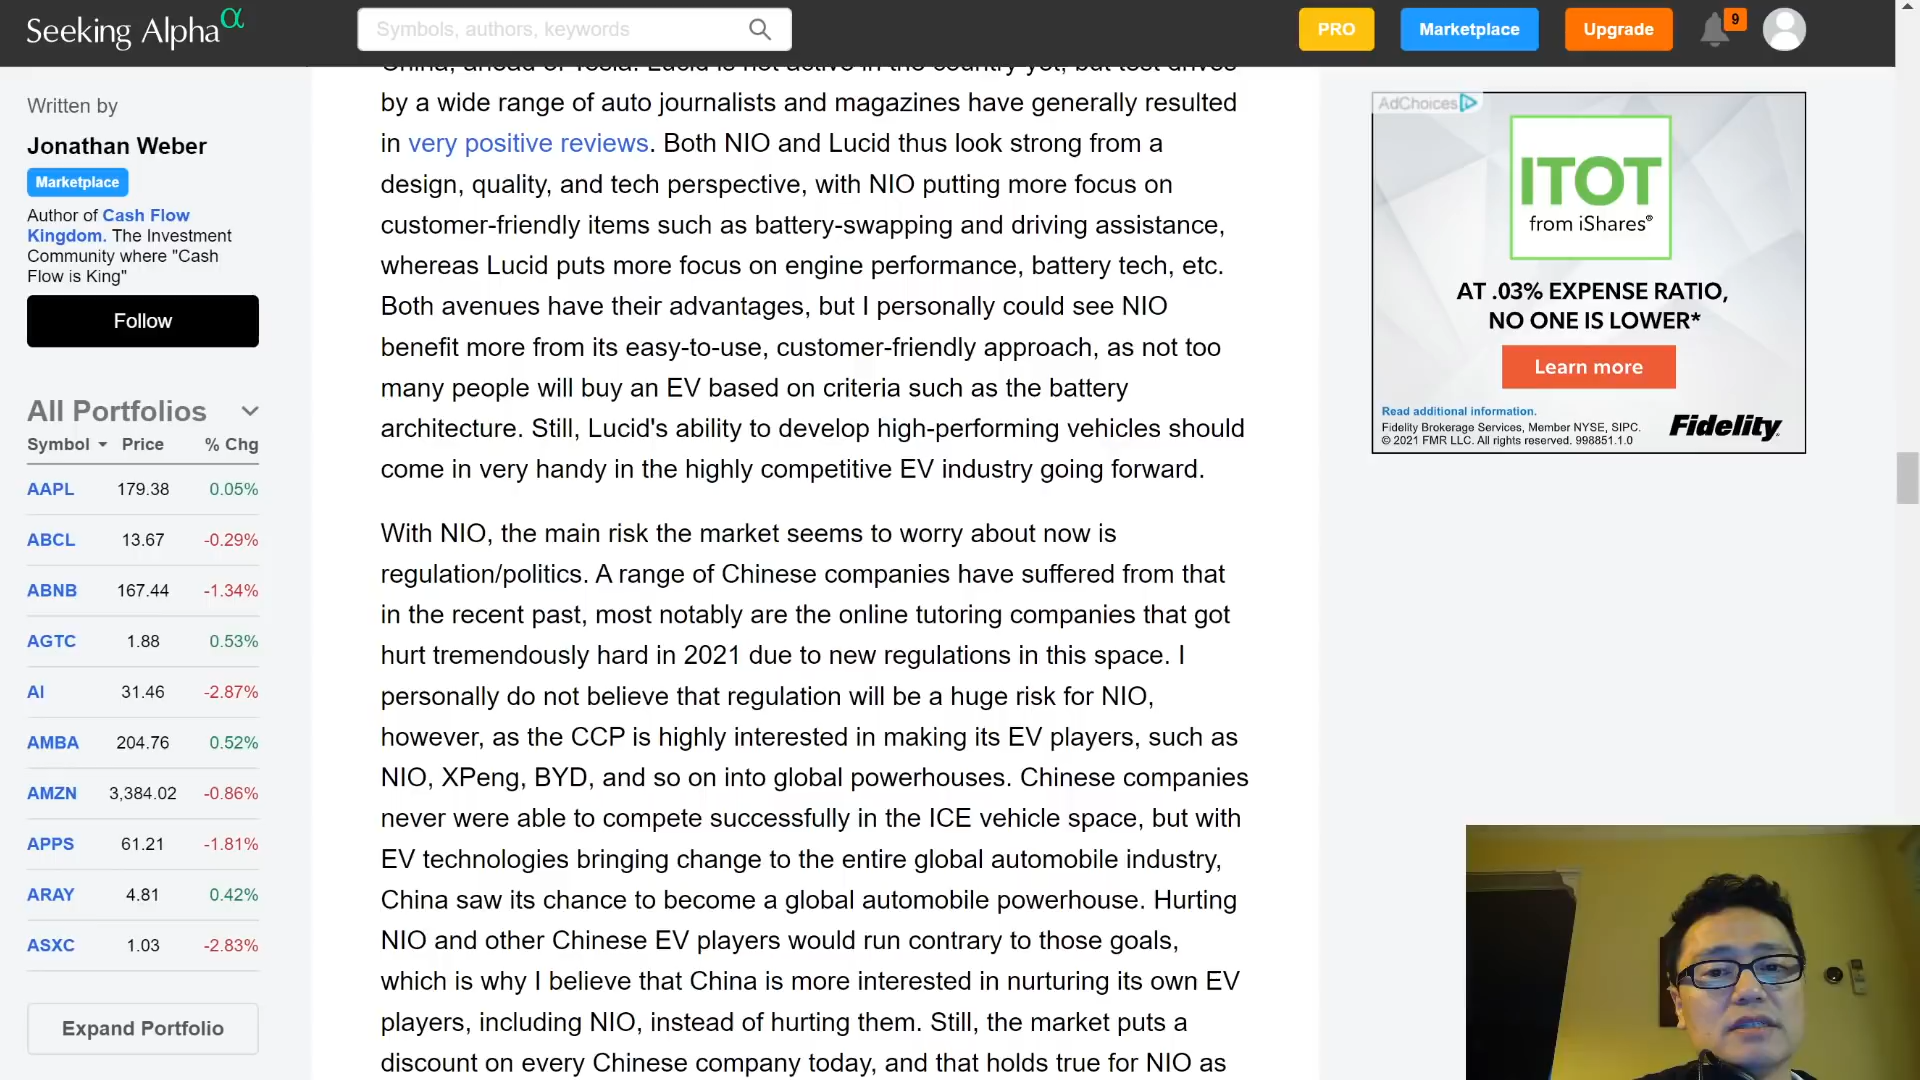 Seeking Alpha α
Symbols, authors, keywords
PRO
Marketplace
Upgrade
9
Written by
Jonathan Weber
Marketplace
Author of Cash Flow
Kingdom. The Investment
Community where "Cash
Flow is King"
Follow
All Portfolios
Symbol Price % Chg
AAPL 179.38 0.05%
ABCL 13.67 -0.29%
ABNB 167.44 -1.34%
AGTC 1.88 0.53%
AI 31.46 -2.87%
AMBA 204.76 0.52%
AMZN 3,384.02 -0.86%
APPS 61.21 -1.81%
ARAY 4.81 0.42%
ASXC 1.03 -2.83%
Expand Portfolio
China, ahead of Tesla. Lucid is not active in the country yet, but test drives
by a wide range of auto journalists and magazines have generally resulted
in very positive reviews. Both NIO and Lucid thus look strong from a
design, quality, and tech perspective, with NIO putting more focus on
customer-friendly items such as battery-swapping and driving assistance,
whereas Lucid puts more focus on engine performance, battery tech, etc.
Both avenues have their advantages, but I personally could see NIO
benefit more from its easy-to-use, customer-friendly approach, as not too
many people will buy an EV based on criteria such as the battery
architecture. Still, Lucid's ability to develop high-performing vehicles should
come in very handy in the highly competitive EV industry going forward.
With NIO, the main risk the market seems to worry about now is
regulation/politics. A range of Chinese companies have suffered from that
in the recent past, most notably are the online tutoring companies that got
hurt tremendously hard in 2021 due to new regulations in this space. I
personally do not believe that regulation will be a huge risk for NIO,
however, as the CCP is highly interested in making its EV players, such as
NIO, XPeng, BYD, and so on into global powerhouses. Chinese companies
never were able to compete successfully in the ICE vehicle space, but with
EV technologies bringing change to the entire global automobile industry,
China saw its chance to become a global automobile powerhouse. Hurting
NIO and other Chinese EV players would run contrary to those goals,
which is why I believe that China is more interested in nurturing its own EV
players, including NIO, instead of hurting them. Still, the market puts a
discount on every Chinese company today, and that holds true for NIO as
AdChoices
ITOT
from iShares®
AT .03% EXPENSE RATIO,
NO ONE IS LOWER*
Learn more
Read additional information.
Fidelity Brokerage Services, Member NYSE, SIPC.
© 2021 FMR LLC. All rights reserved. 998851.1.0
Fidelity